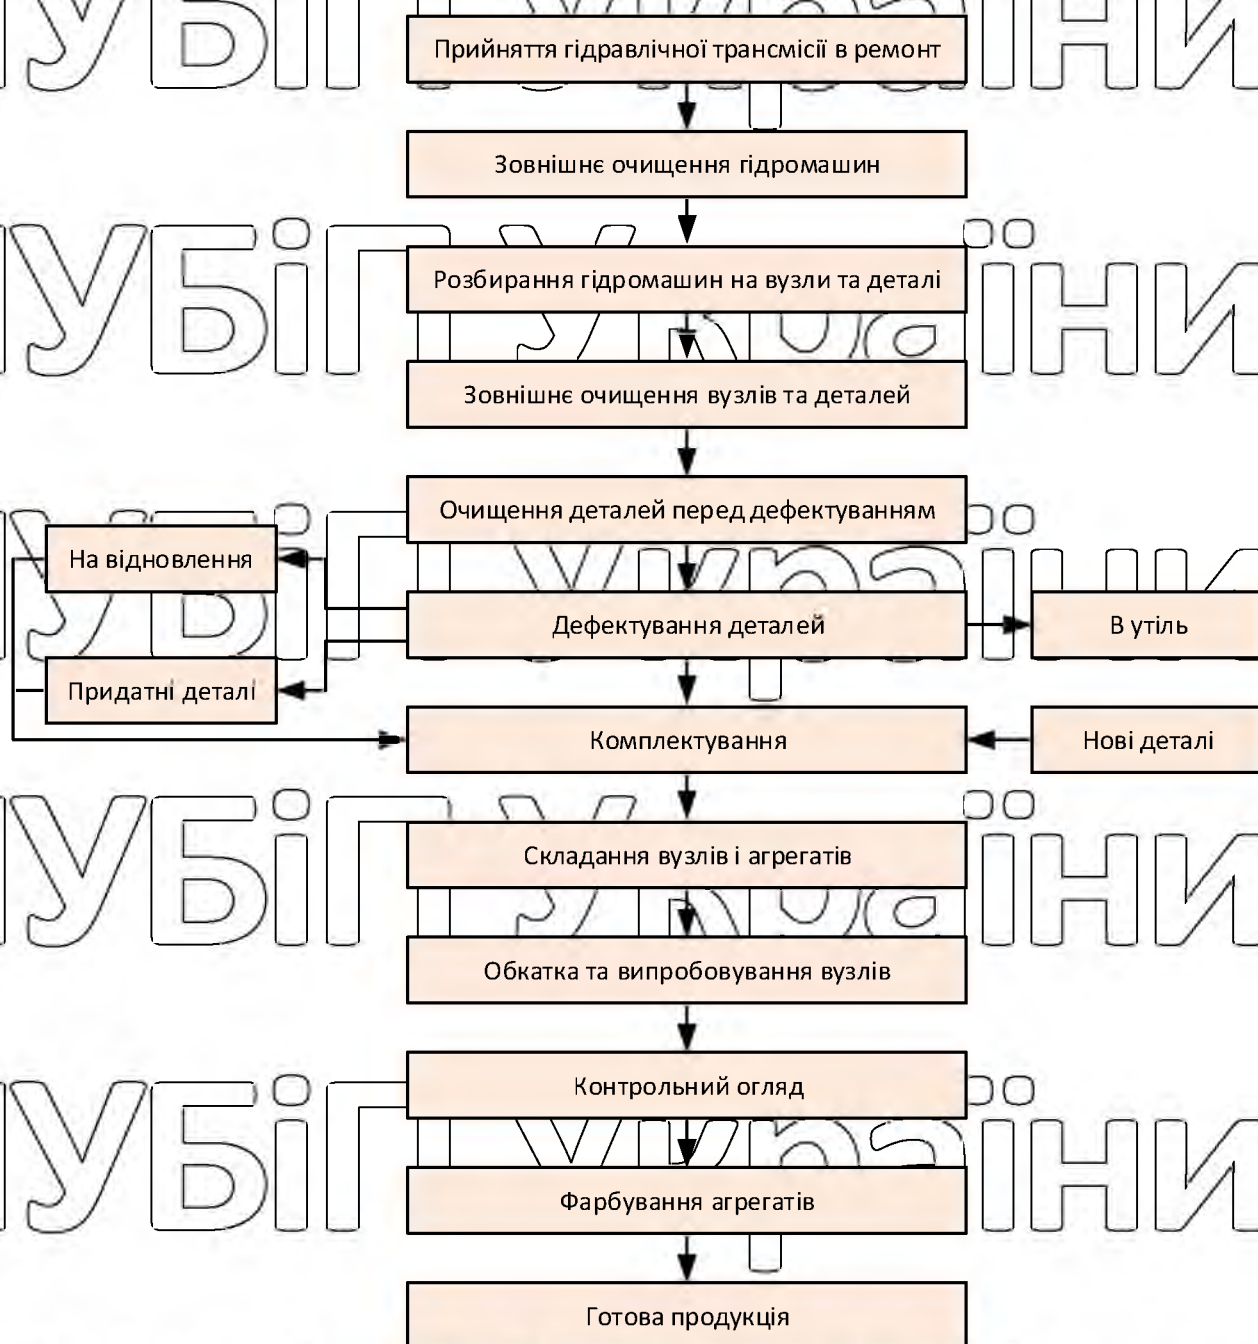 Прийняття гідравлічної трансмісії в ремонт
Зовнішнє очищення гідромашин
Розбирання гідромашин на вузли та деталі
Зовнішнє очищення вузлів та деталей
Очищення деталей перед дефектуванням
На відновлення
Дефектування деталей
В утіль
Придатні деталі
Комплектування
Нові деталі
Складання вузлів і агрегатів
Обкатка та випробовування вузлів
Контрольний огляд
Фарбування агрегатів
Готова продукція